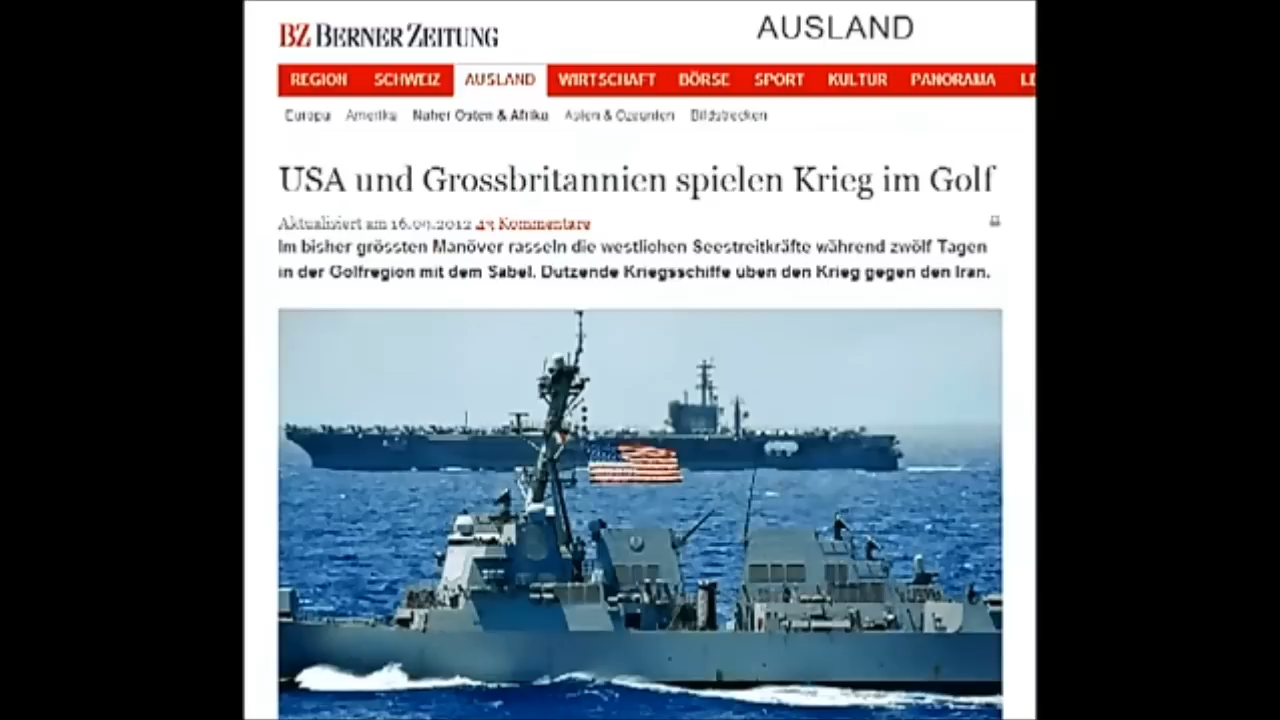 BZ BERNER ZEITUNG
AUSLAND
REGION SCHWEIZ AUSLAND WIRTSCHAFT BÖRSE SPORT KULTUR PANORAMA LE
Europa Amerika Naher Osten & Afrika Asien & Ozeanien Bildstrecken
USA und Grossbritannien spielen Krieg im Golf
Aktualisiert am 16.09.2012 43 Kommentare
Im bisher grössten Manöver rasseln die westlichen Seestreitkräfte während zwölf Tagen
in der Golfregion mit dem Säbel. Dutzende Kriegsschiffe üben den Krieg gegen den Iran.